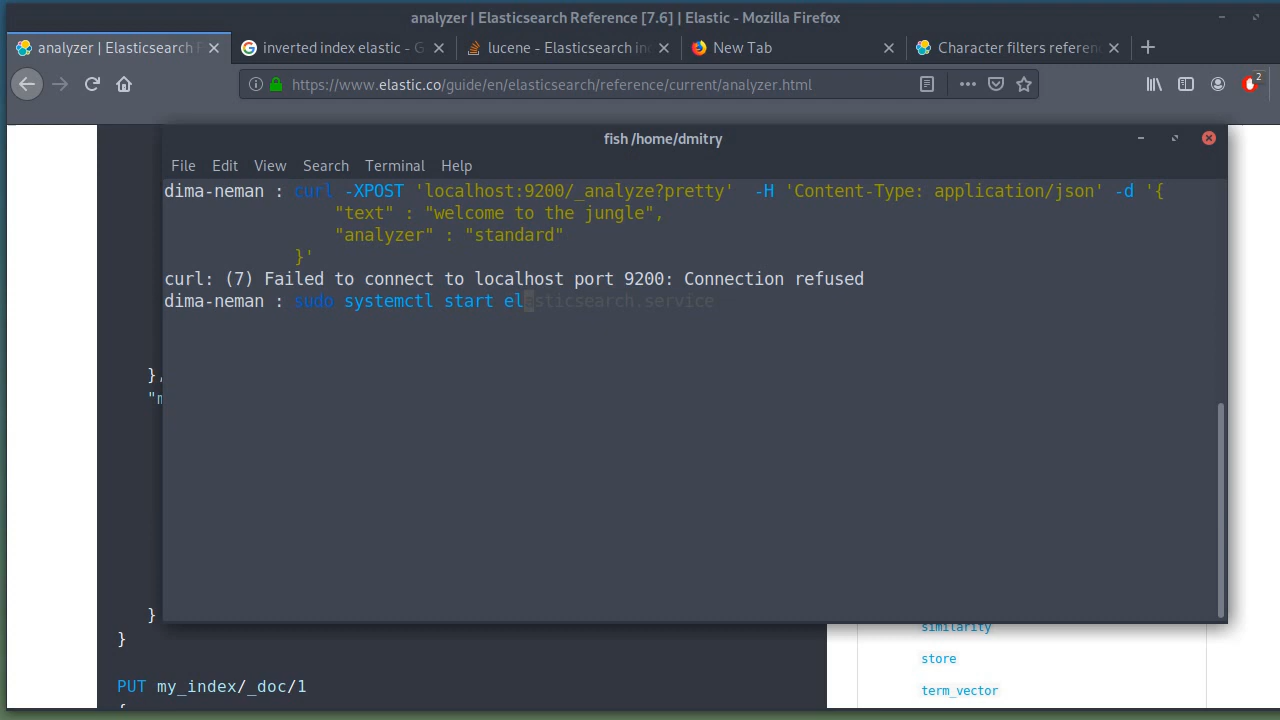 analyzer | Elasticsearch Reference [7.6] | Elastic - Mozilla Firefox
analyzer | Elasticsearch
inverted index elastic - G
lucene - Elasticsearch in
New Tab
Character filters referen
https://www.elastic.co/guide/en/elasticsearch/reference/current/analyzer.html
2
fish /home/dmitry
File Edit View Search Terminal Help
dima-neman : curl -XPOST 'localhost:9200/_analyze?pretty' -H 'Content-Type: application/json' -d '{
"text" : "welcome to the jungle",
"analyzer" : "standard"
}'
curl: (7) Failed to connect to localhost port 9200: Connection refused
dima-neman : sudo systemctl start elasticsearch.service
},
"m
}
}
PUT my_index/_doc/1
{
similarity
store
term_vector